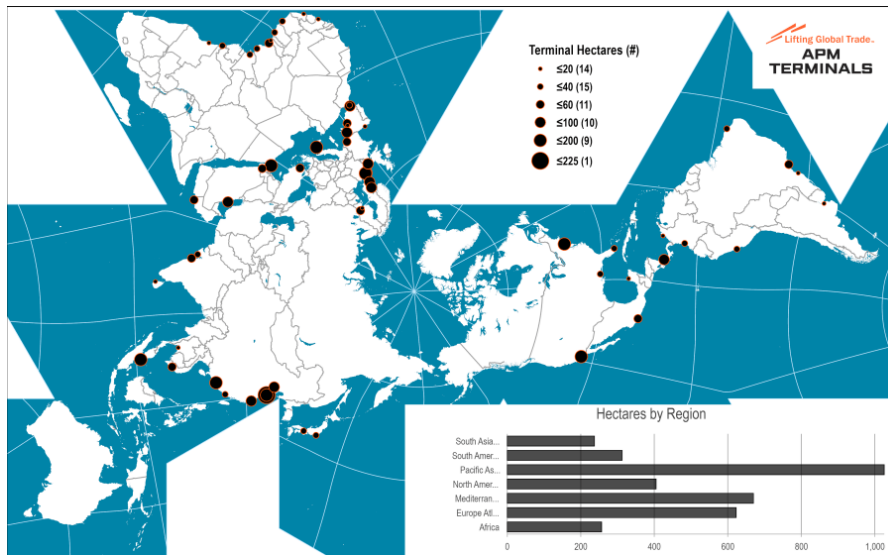 Lifting Global Trade.
APM
TERMINALS
Terminal Hectares (#)
≤20 (14)
≤40 (15)
≤60 (11)
≤100 (10)
≤200 (9)
≤225 (1)
Hectares by Region
South Asia...
South Amer...
Pacific As...
North Amer...
Mediterran...
Europe Atl...
Africa
0 200 400 600 800 1,000